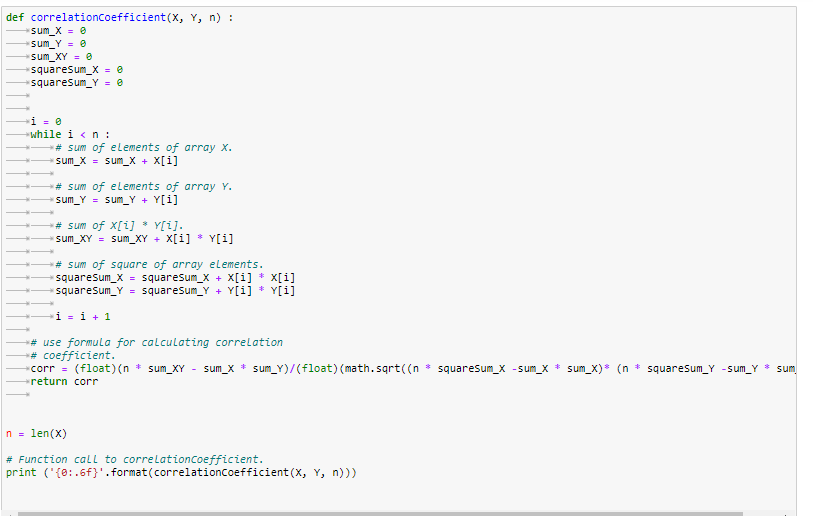 def correlationCoefficient(X, Y, n) :
sum_X = 0
sum_Y = 0
sum_XY = 0
squareSum_X = 0
squareSum_Y = 0
i = 0
while i < n :
# sum of elements of array X.
sum_X = sum_X + X[i]
# sum of elements of array Y.
sum_Y = sum_Y + Y[i]
# sum of X[i] * Y[i].
sum_XY = sum_XY + X[i] * Y[i]
# sum of square of array elements.
squareSum_X = squareSum_X + X[i] * X[i]
squareSum_Y = squareSum_Y + Y[i] * Y[i]
i = i + 1
# use formula for calculating correlation
# coefficient.
corr = (float)(n * sum_XY - sum_X * sum_Y)/(float)(math.sqrt((n * squareSum_X -sum_X * sum_X)* (n * squareSum_Y -sum_Y * sum_
return corr
n = len(X)
# Function call to correlationCoefficient.
print ('{0:.6f}'.format(correlationCoefficient(X, Y, n)))